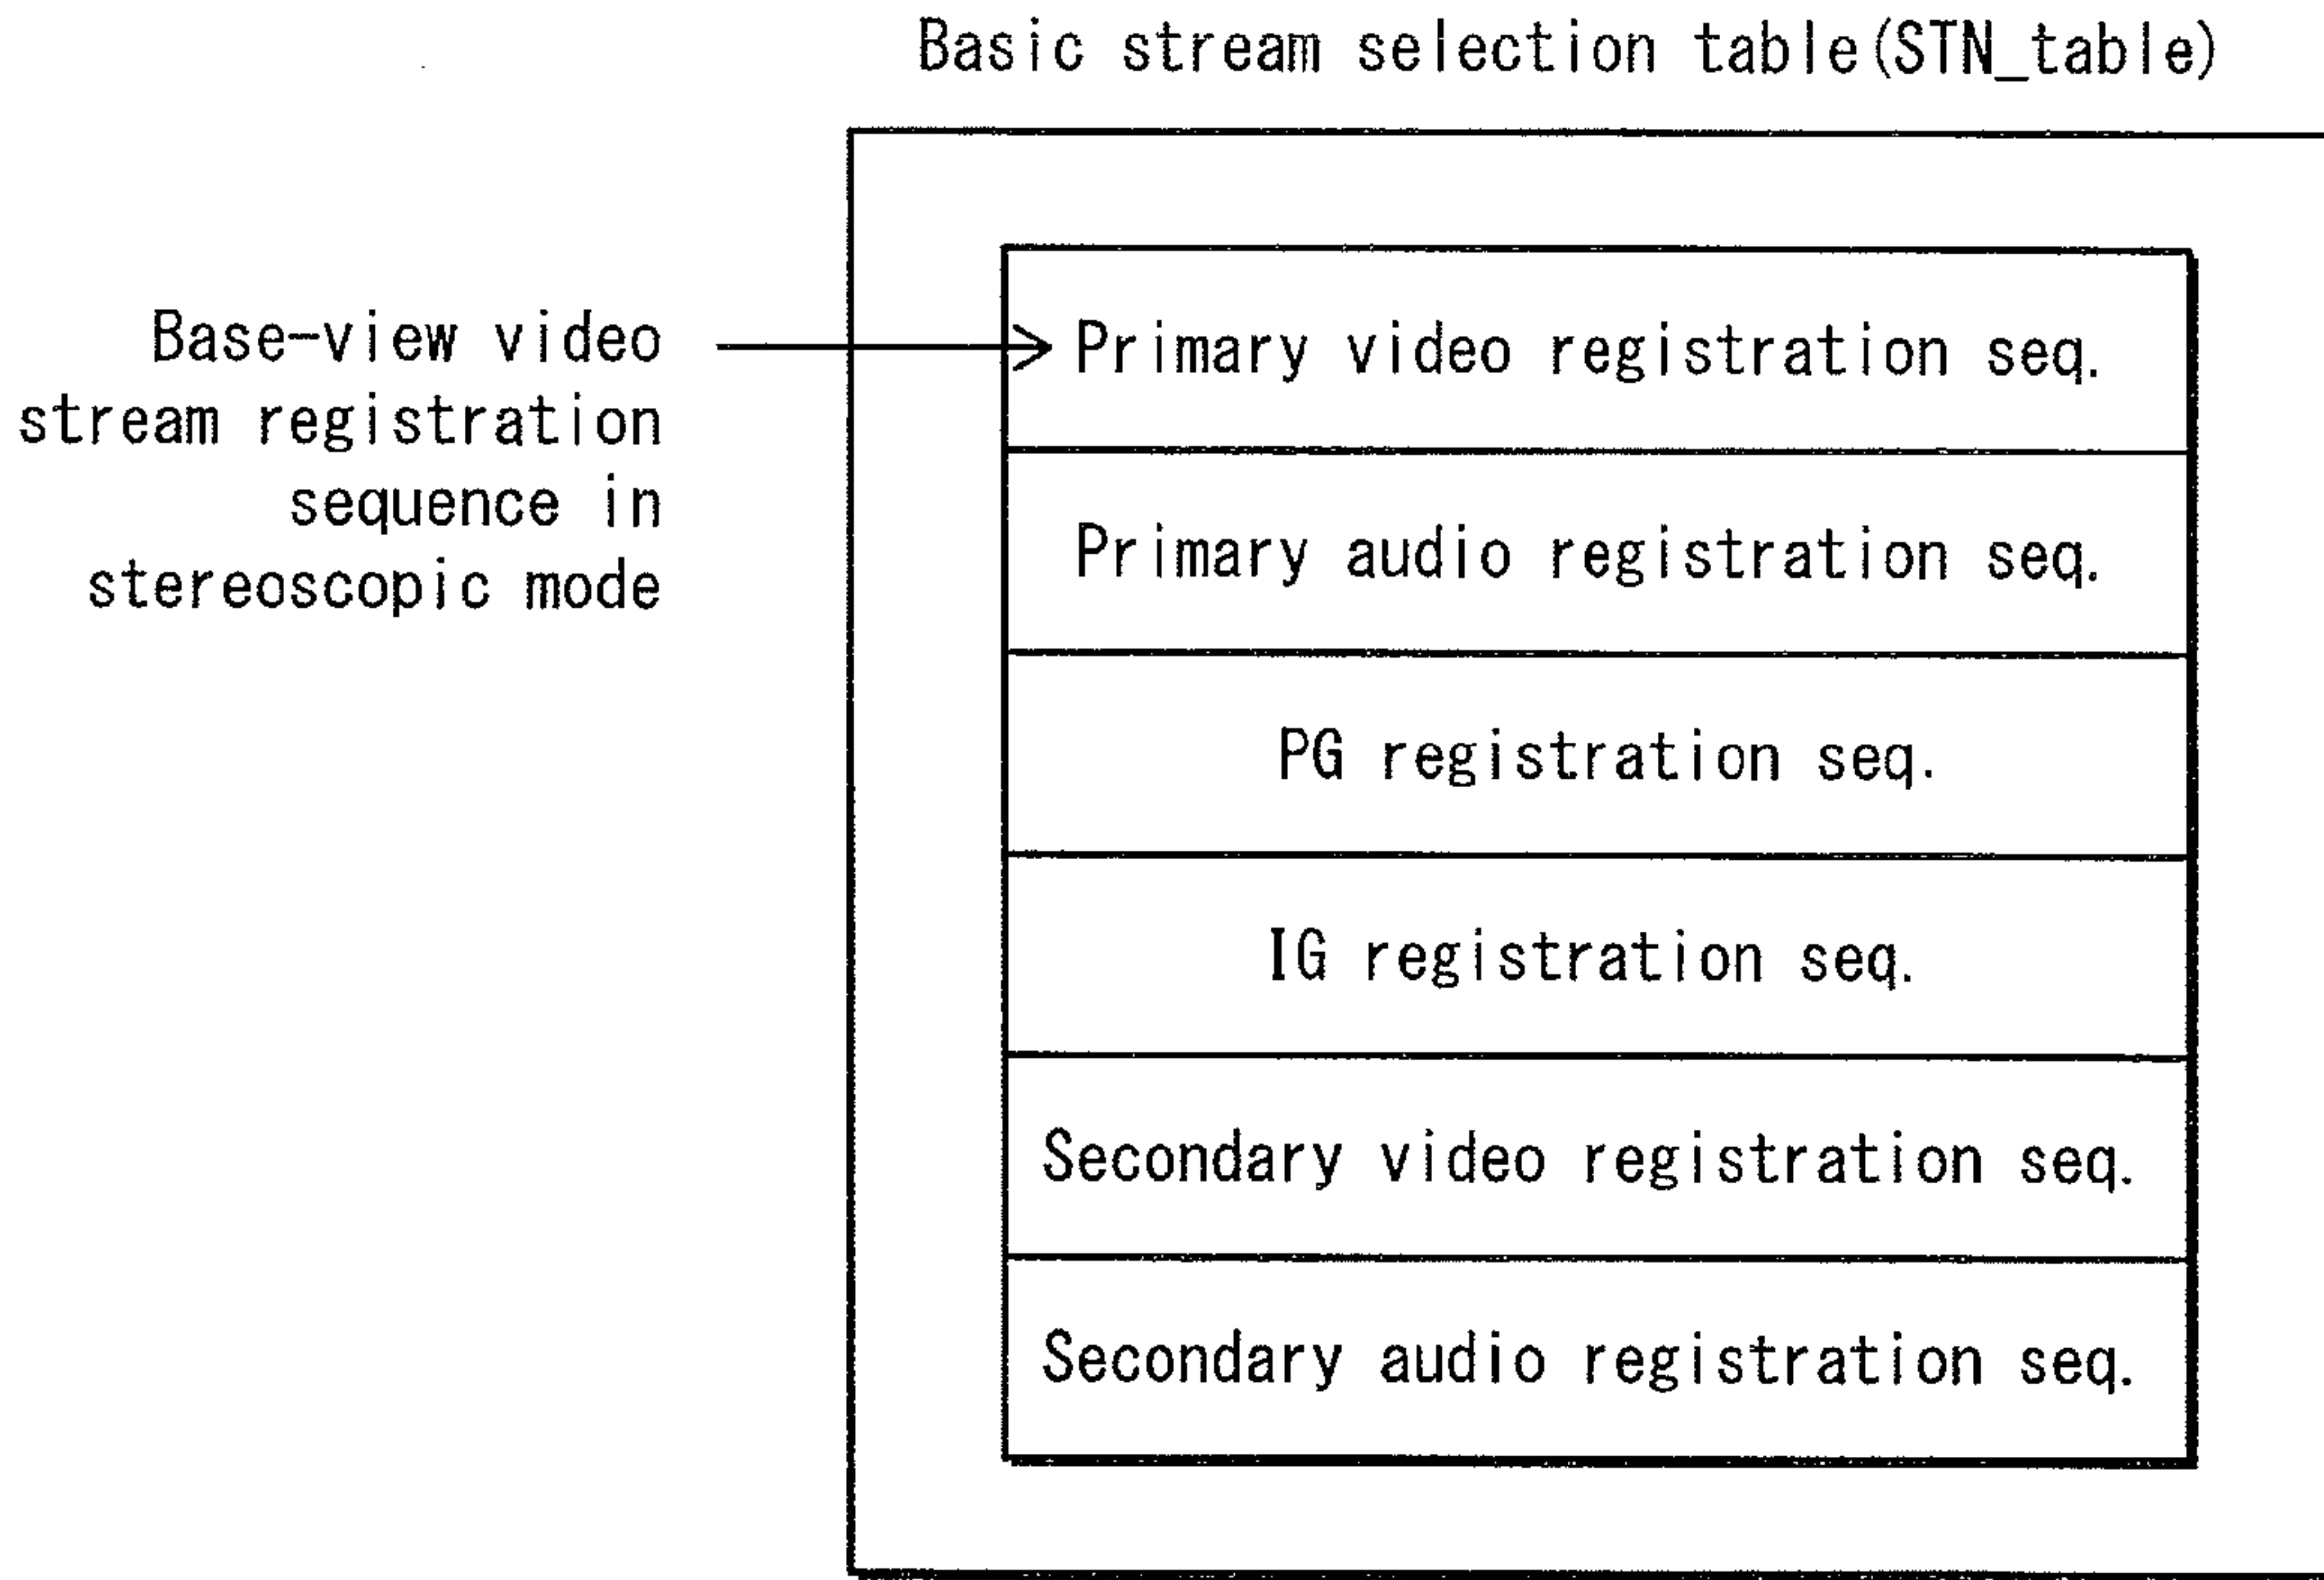 Basic stream selection table(STN_table)
Base-view video
stream registration
sequence in
stereoscopic mode
Primary video registration seq.
Primary audio registration seq.
PG registration seq.
IG registration seq.
Secondary video registration seq.
Secondary audio registration seq.